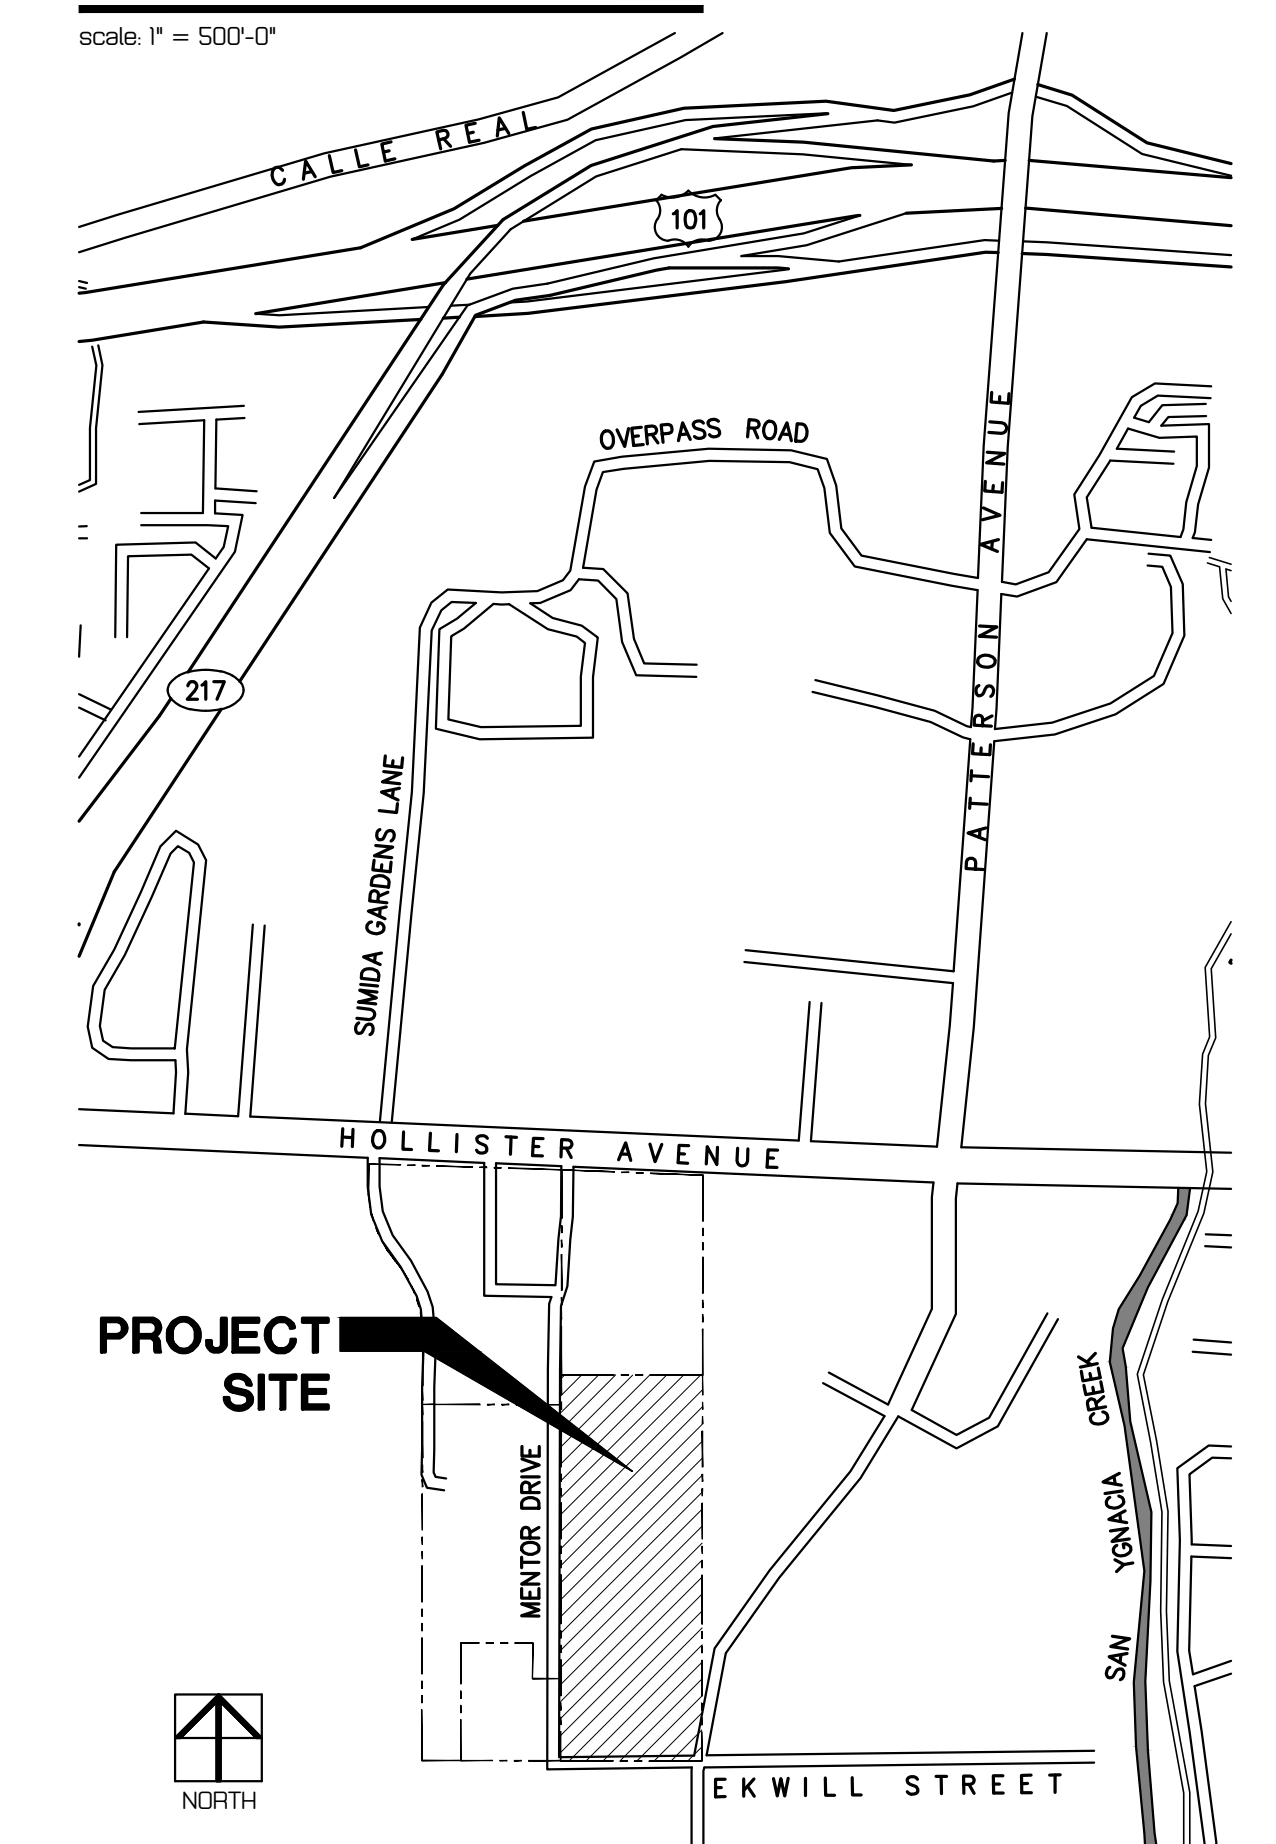 scale: 1" = 500'-0"
CALLE REAL
101
OVERPASS ROAD
PATTERSON AVENUE
217
SUMIDA GARDENS LANE
HOLLISTER AVENUE
PROJECT
SITE
SAN YGNACIA CREEK
MENTOR DRIVE
EKWILL STREET
NORTH